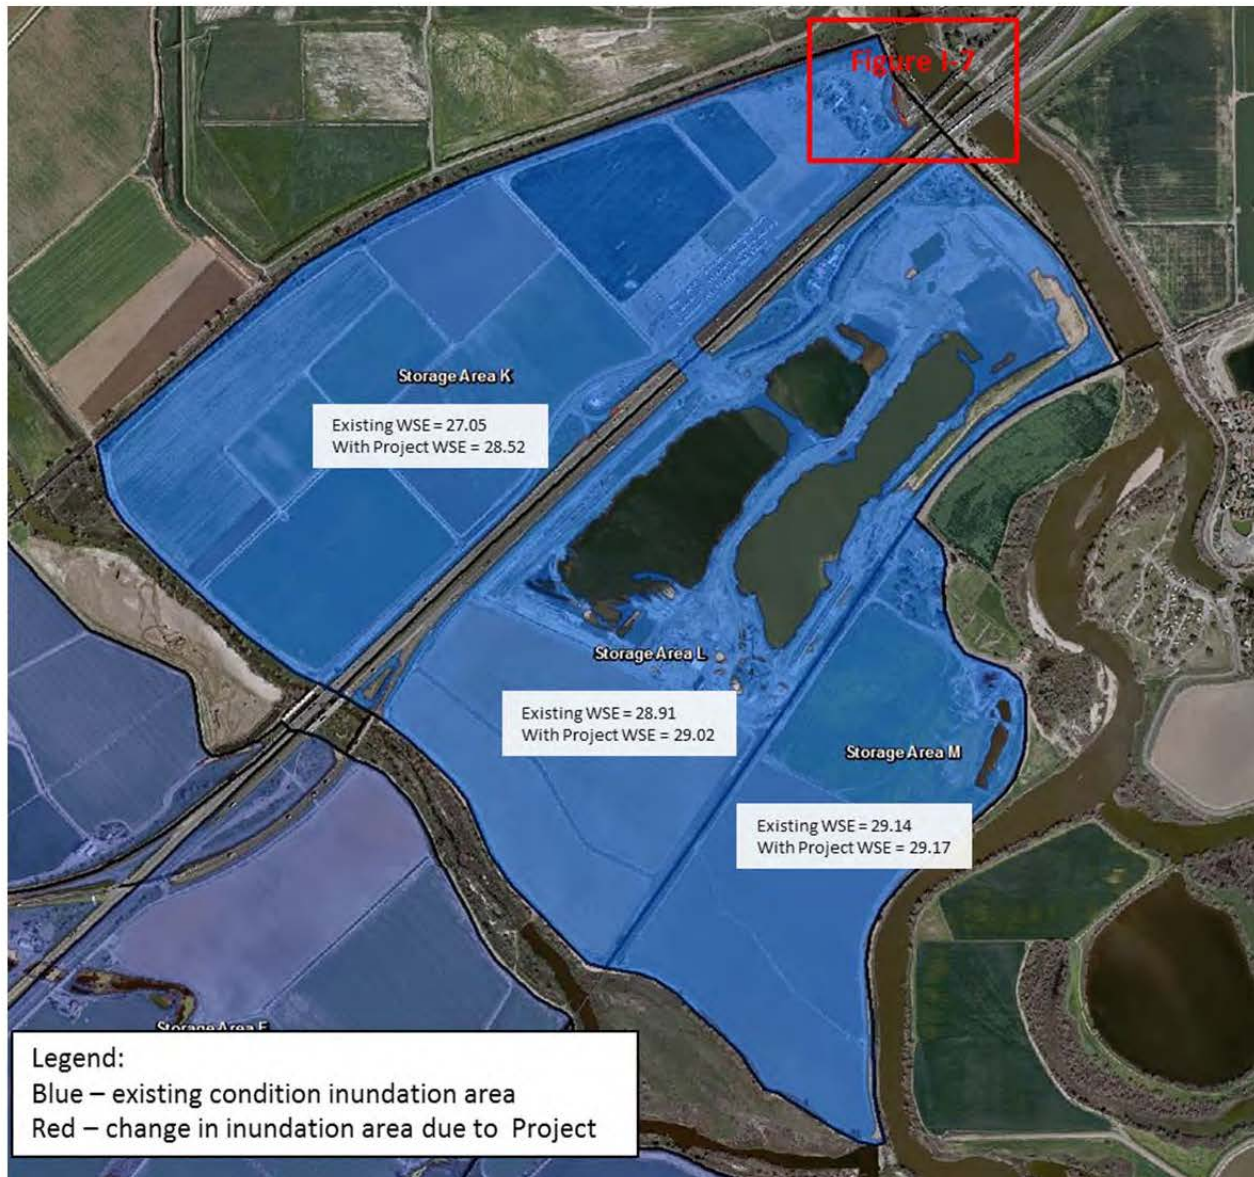 Figure I-7
Storage Area K
Existing WSE = 27.05
With Project WSE = 28.52
Storage Area L
Existing WSE = 28.91
With Project WSE = 29.02
Storage Area M
Existing WSE = 29.14
With Project WSE = 29.17
Storage Area
Legend:
Blue – existing condition inundation area
Red – change in inundation area due to Project